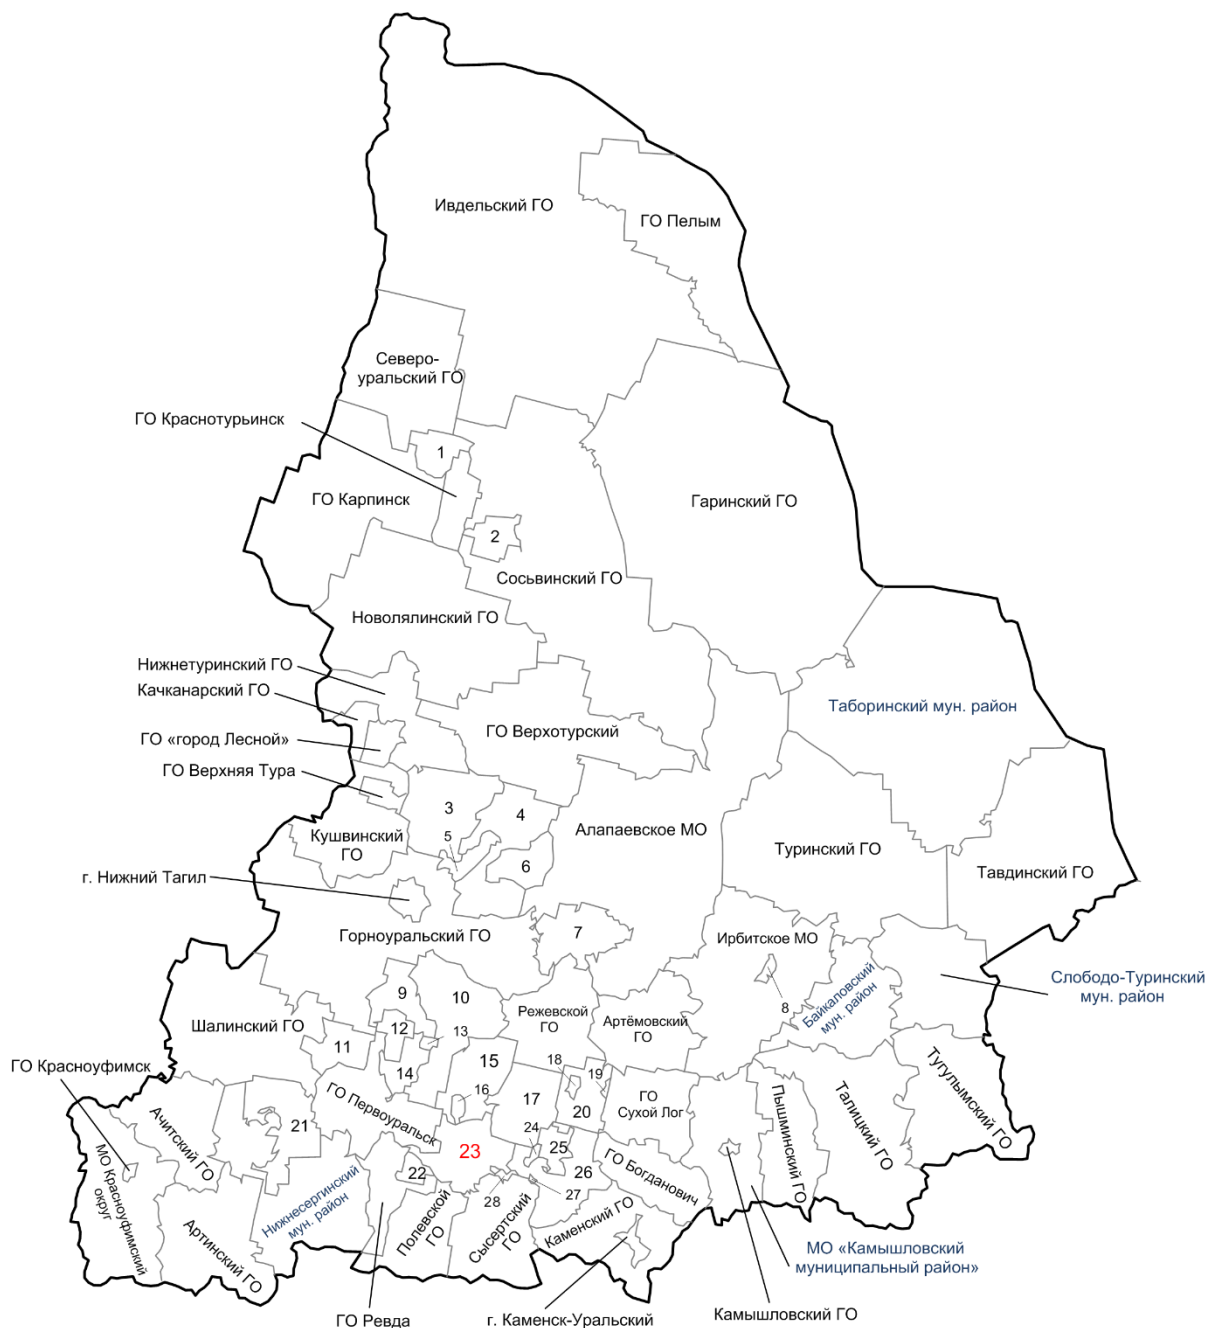 Ивдельский ГО
ГО Пелым
Северо-
уральский ГО
ГО Краснотурьинск
1
ГО Карпинск
Гаринский ГО
2
Сосьвинский ГО
Новолялинский ГО
Нижнетуринский ГО
Качканарский ГО
Таборинский мун. район
ГО «город Лесной»
ГО Верхотурский
ГО Верхняя Тура
3
4
5
Кушвинский
ГО
Алапаевское МО
Туринский ГО
6
Тавдинский ГО
г. Нижний Тагил
7
Горноуральский ГО
Ирбитское МО
Слободо-Туринский
мун. район
Байкаловский
мун. район
8
9
10
Режевской
ГО
Артёмовский
ГО
Шалинский ГО
12
13
11
15
18
19
14
ГО Красноуфимск
16
17
20
ГО
Сухой Лог
Пышминский ГО
Талицкий ГО
Тугулымский ГО
Ачитский ГО
21
ГО Первоуральск
23
24
25
22
26
ГО Богданович
27
28
МО Красноуфимский
округ
Артинский ГО
Нижнесергинский
мун. район
Полевской
ГО
Сысертский
ГО
Каменский ГО
МО «Камышловский
муниципальный район»
ГО Ревда
г. Каменск-Уральский
Камышловский ГО